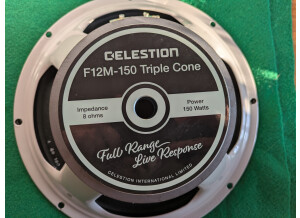 CELESTION
F12M-150 Triple Cone
Impedance
8 ohms
Power
150 Watts
Full Range
Live Response
CELESTION INTERNATIONAL LIMITED